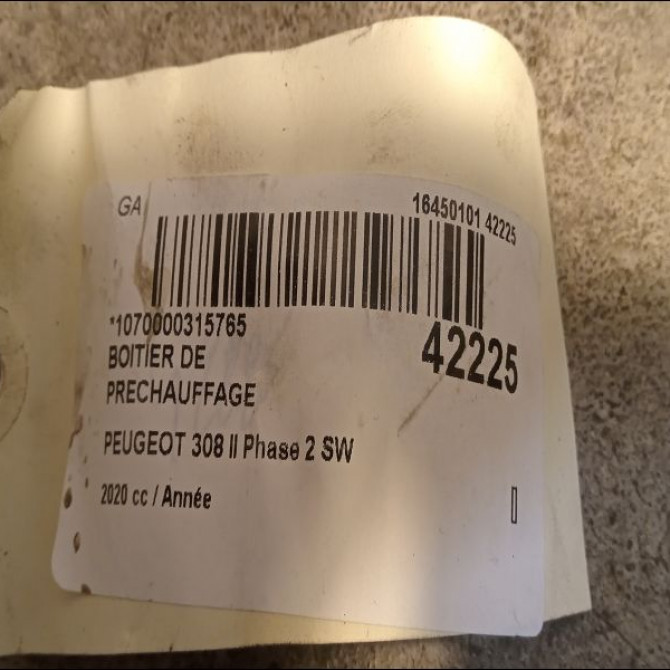 GA 16450101 42225
*1070000315765
42225
BOITIER DE
PRECHAUFFAGE
PEUGEOT 308 II Phase 2 SW
2020 cc / Année